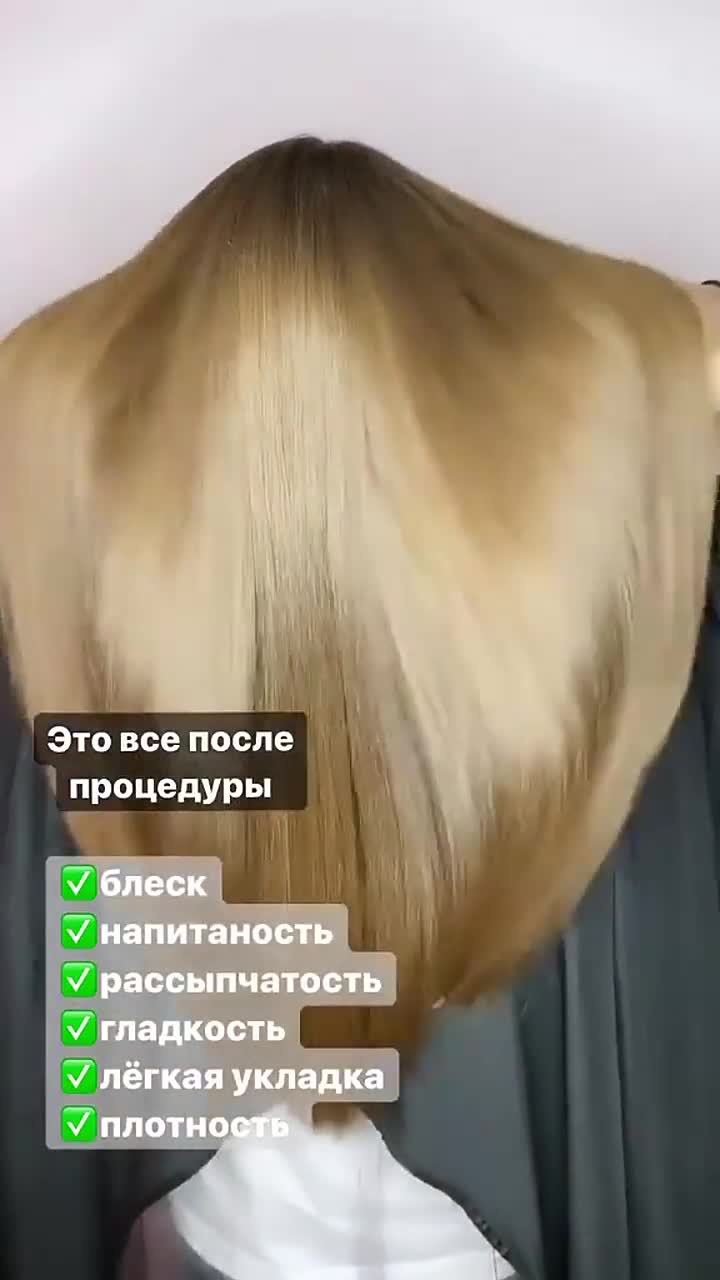 Это все после
процедуры
✅блеск
✅напитаность
✅рассыпчатость
✅гладкость
✅лёгкая укладка
✅плотность